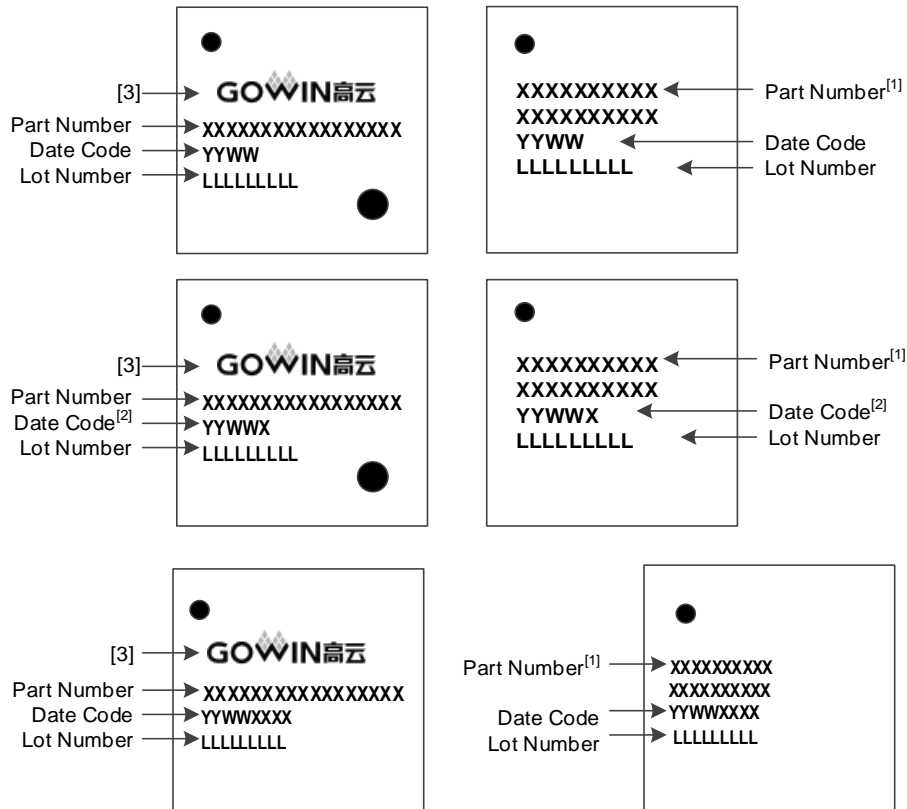 [3]
GOWIN高云
Part Number
XXXXXXXXXXXXXXXXX
Date Code
YYWW
Lot Number
LLLLLLLLL
XXXXXXXXXX
Part Number[1]
XXXXXXXXXX
YYWW
Date Code
LLLLLLLLL
Lot Number
[3]
GOWIN高云
Part Number
XXXXXXXXXXXXXXXXX
Date Code[2]
YYWWX
Lot Number
LLLLLLLLL
XXXXXXXXXX
Part Number[1]
XXXXXXXXXX
YYWWX
Date Code[2]
LLLLLLLLL
Lot Number
[3]
GOWIN高云
Part Number
XXXXXXXXXXXXXXXXX
Date Code
YYWWXXXX
Lot Number
LLLLLLLLL
Part Number[1]
XXXXXXXXXX
XXXXXXXXXX
Date Code
YYWWXXXX
Lot Number
LLLLLLLLL